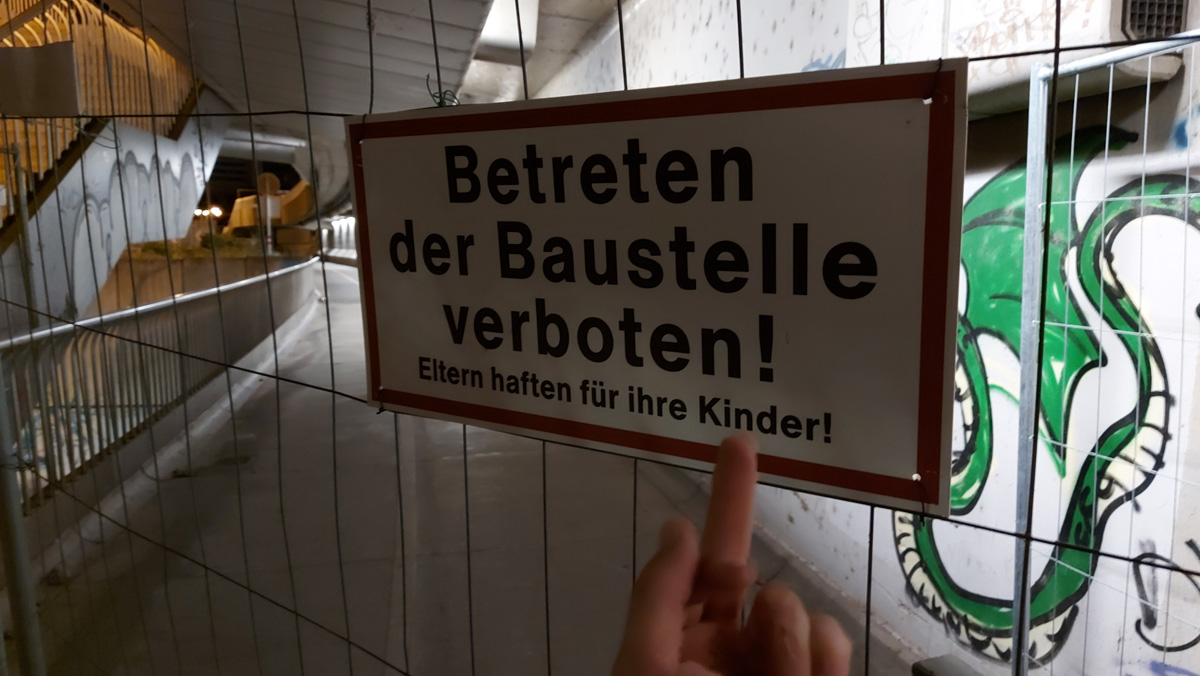 Betreten
der Baustelle
verboten!
Eltern haften für ihre Kinder!